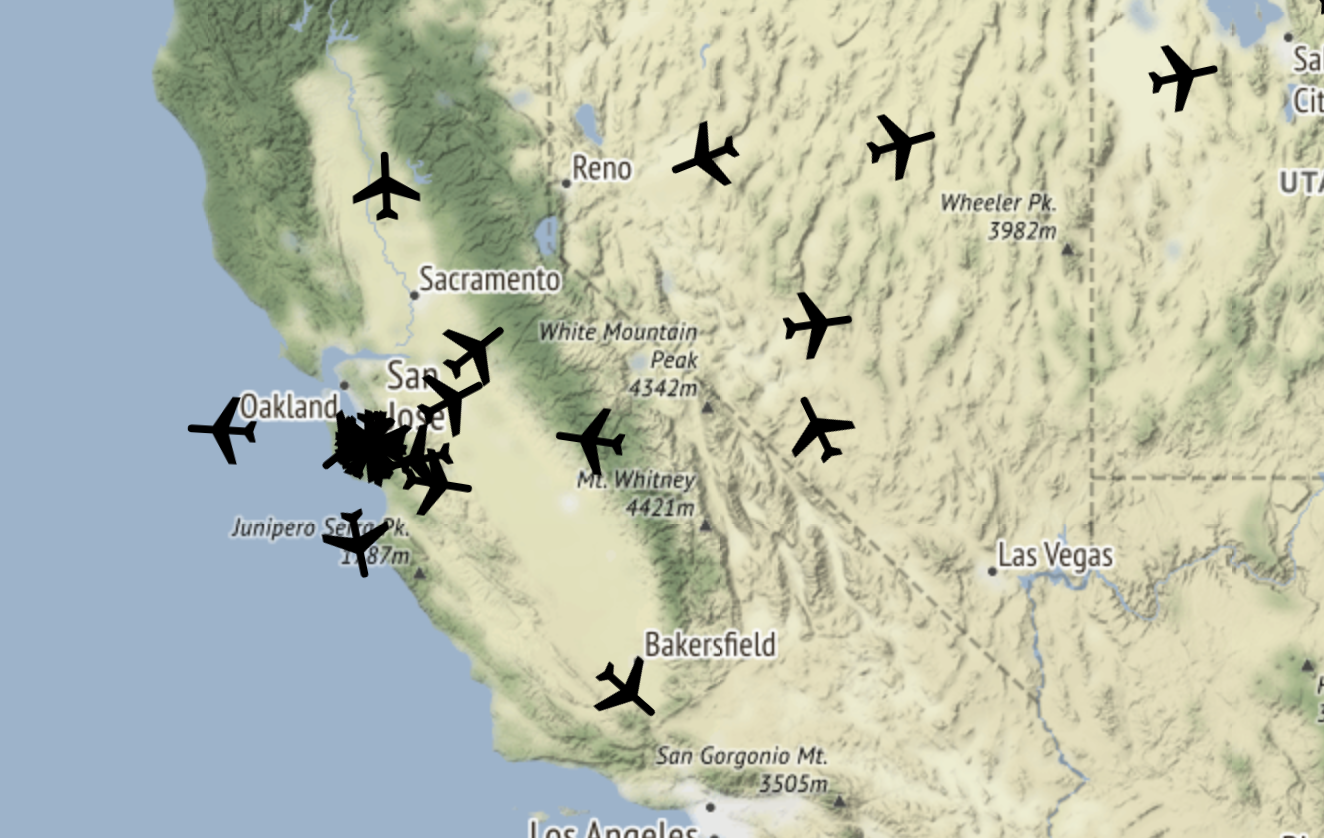 Sa
Cit
Reno
UTA
Wheeler Pk.
3982m
Sacramento
White Mountain
Peak
4342m
San
Jose
Oakland
Mt. Whitney
4421m
Junipero Serra Pk.
1787m
Las Vegas
Bakersfield
San Gorgonio Mt.
3505m
Los Angeles